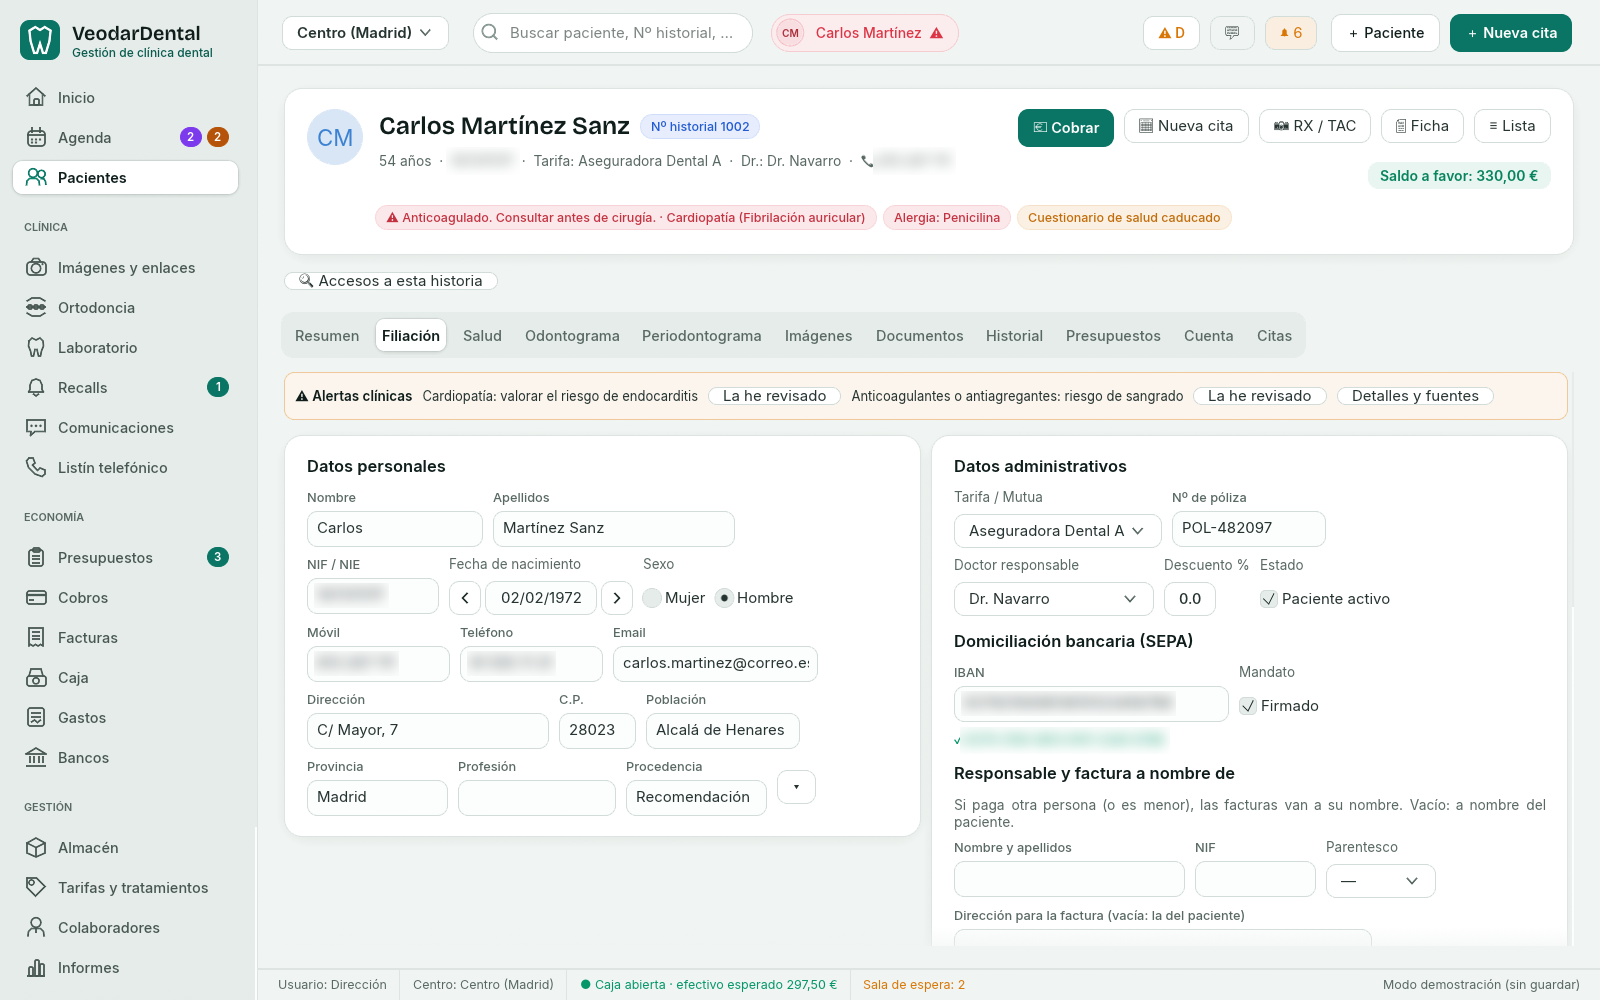 VeodarDental
Gestión de clínica dental
Inicio
Agenda 2 2
Pacientes
CLÍNICA
Imágenes y enlaces
Ortodoncia
Laboratorio
Recalls 1
Comunicaciones
Listín telefónico
ECONOMÍA
Presupuestos 3
Cobros
Facturas
Caja
Gastos
Bancos
GESTIÓN
Almacén
Tarifas y tratamientos
Colaboradores
Informes
Centro (Madrid)
Buscar paciente, Nº historial, ...
CM Carlos Martínez
D
6
+ Paciente
+ Nueva cita
CM
Carlos Martínez Sanz Nº historial 1002
54 años · · Tarifa: Aseguradora Dental A · Dr.: Dr. Navarro ·
Cobrar
Nueva cita
RX / TAC
Ficha
Lista
Saldo a favor: 330,00 €
Anticoagulado. Consultar antes de cirugía. · Cardiopatía (Fibrilación auricular)
Alergia: Penicilina
Cuestionario de salud caducado
Accesos a esta historia
Resumen Filiación Salud Odontograma Periodontograma Imágenes Documentos Historial Presupuestos Cuenta Citas
Alertas clínicas Cardiopatía: valorar el riesgo de endocarditis La he revisado Anticoagulantes o antiagregantes: riesgo de sangrado La he revisado Detalles y fuentes
Datos personales
Nombre Apellidos
Carlos Martínez Sanz
NIF / NIE Fecha de nacimiento Sexo
02/02/1972 Mujer Hombre
Móvil Teléfono Email
carlos.martinez@correo.es
Dirección C.P. Población
C/ Mayor, 7 28023 Alcalá de Henares
Provincia Profesión Procedencia
Madrid Recomendación
Datos administrativos
Tarifa / Mutua Nº de póliza
Aseguradora Dental A POL-482097
Doctor responsable Descuento % Estado
Dr. Navarro 0.0 Paciente activo
Domiciliación bancaria (SEPA)
IBAN Mandato
Firmado
Responsable y factura a nombre de
Si paga otra persona (o es menor), las facturas van a su nombre. Vacío: a nombre del
paciente.
Nombre y apellidos NIF Parentesco
—
Dirección para la factura (vacía: la del paciente)
Usuario: Dirección
Centro: Centro (Madrid)
Caja abierta · efectivo esperado 297,50 €
Sala de espera: 2
Modo demostración (sin guardar)